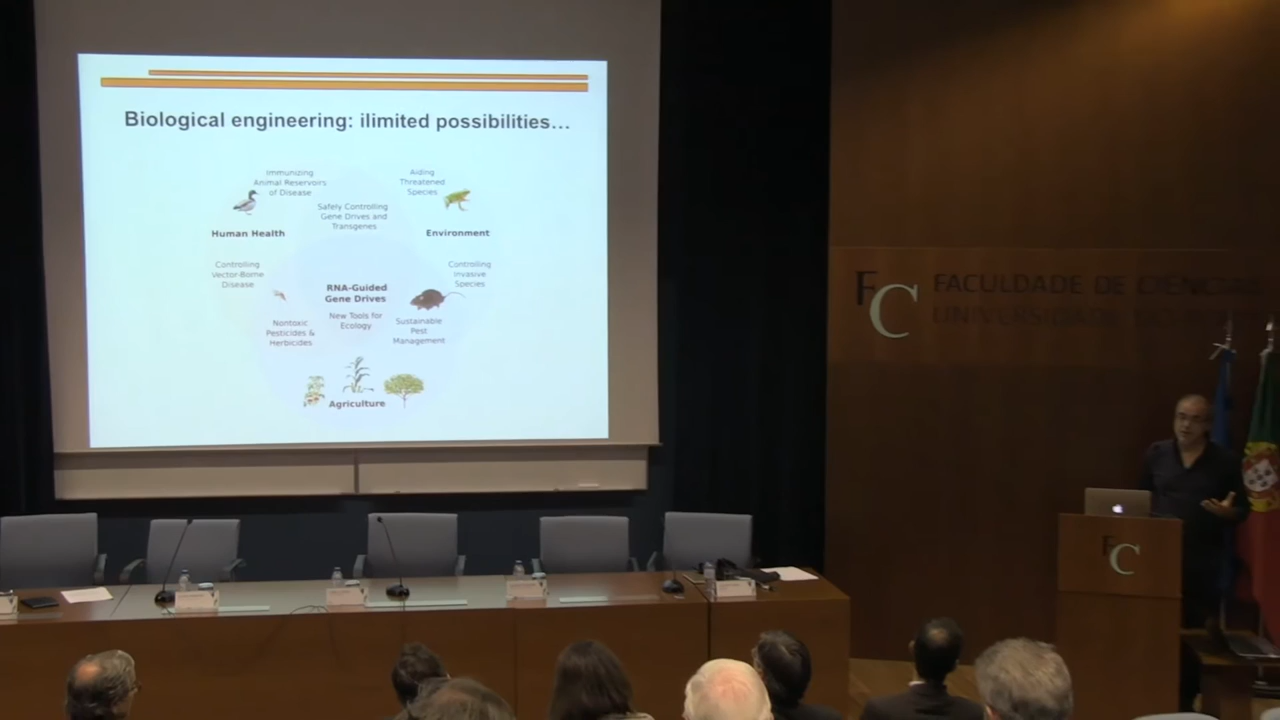 Biological engineering: ilimited possibilities...
Immunizing
Animal Reservoirs
of Disease
Aiding
Threatened
Species
Safely Controlling
Gene Drives and
Transgenes
Human Health
Environment
Controlling
Vector-Borne
Disease
Controlling
Invasive
Species
RNA-Guided
Gene Drives
New Tools for
Ecology
Nontoxic
Pesticides &
Herbicides
Sustainable
Pest
Management
Agriculture
FC
FACULDADE DE CIÊNCIAS
FC